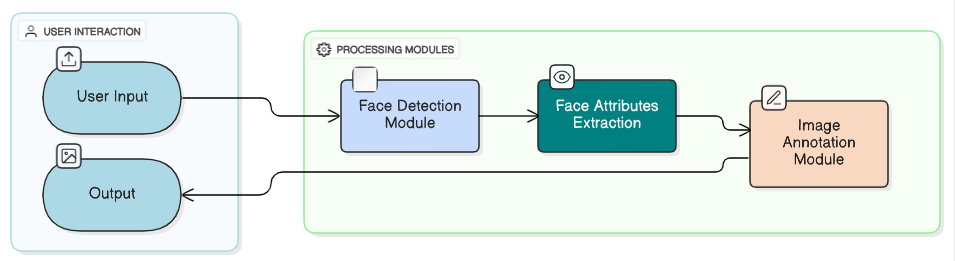 USER INTERACTION
User Input
Output
PROCESSING MODULES
Face Detection
Module
Face Attributes
Extraction
Image
Annotation
Module